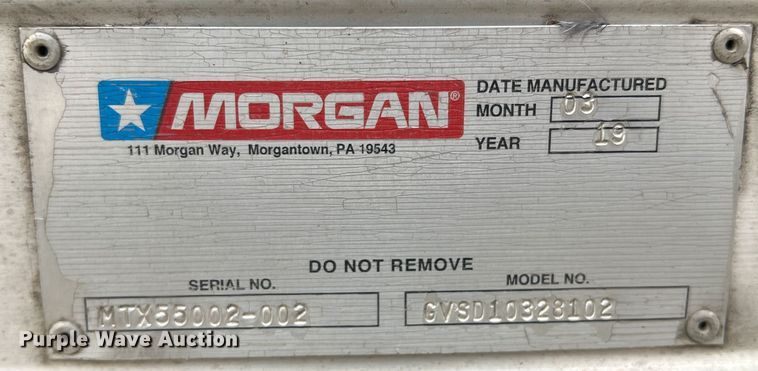 MORGAN®
111 Morgan Way, Morgantown, PA 19543
DATE MANUFACTURED
MONTH 03
YEAR 19
DO NOT REMOVE
SERIAL NO. MODEL NO.
MTX55002-002 GVSD10328102
Purple Wave Auction